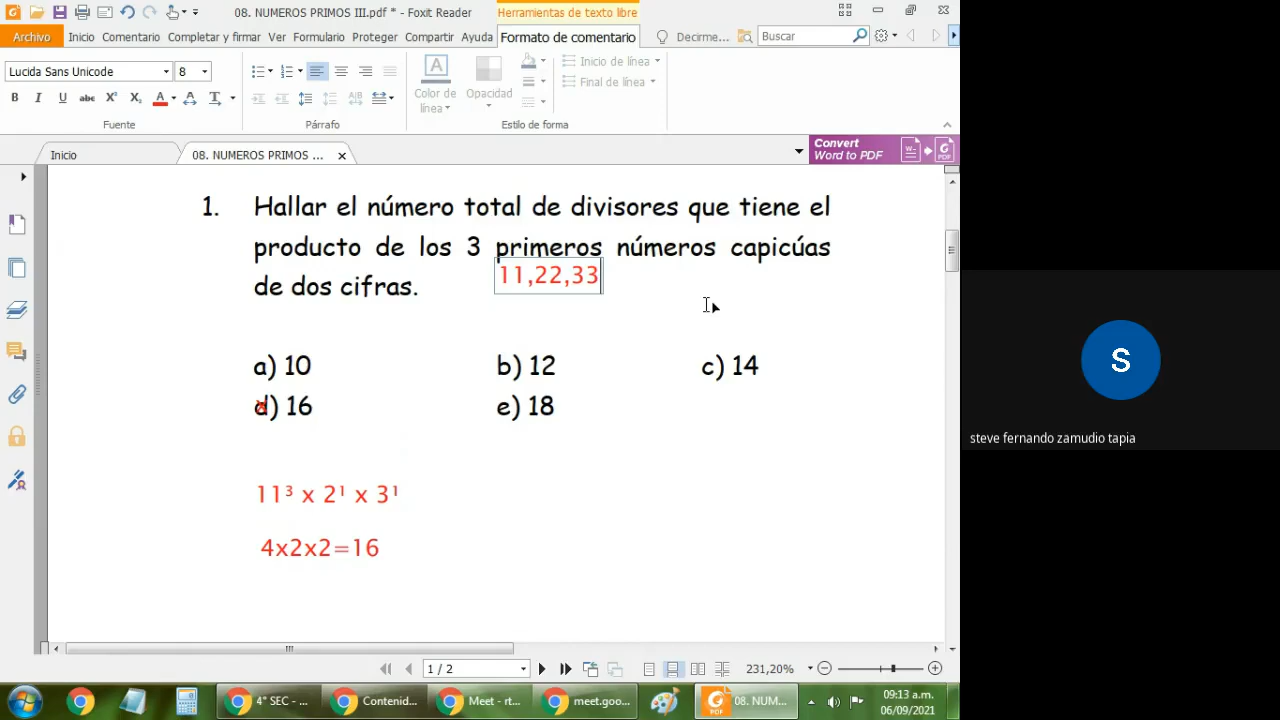 08. NUMEROS PRIMOS III.pdf * - Foxit Reader
Herramientas de texto libre
Archivo Inicio Comentario Completar y firmar Ver Formulario Proteger Compartir Ayuda Formato de comentario Decirme... Buscar
Lucida Sans Unicode 8
Color de línea
Opacidad
Inicio de línea
Final de línea
Fuente Párrafo Estilo de forma
Inicio
08. NUMEROS PRIMOS ...
Convert
Word to PDF
1. Hallar el número total de divisores que tiene el
producto de los 3 primeros números capicúas
11,22,33
de dos cifras.
a) 10 b) 12 c) 14
x
d) 16 e) 18
11³ x 2¹ x 3¹
4x2x2=16
S
steve fernando zamudio tapia
1 / 2
231,20%
4° SEC - ...
Contenid...
Meet - rt...
meet.goo...
08. NUM...
09:13 a.m.
06/09/2021